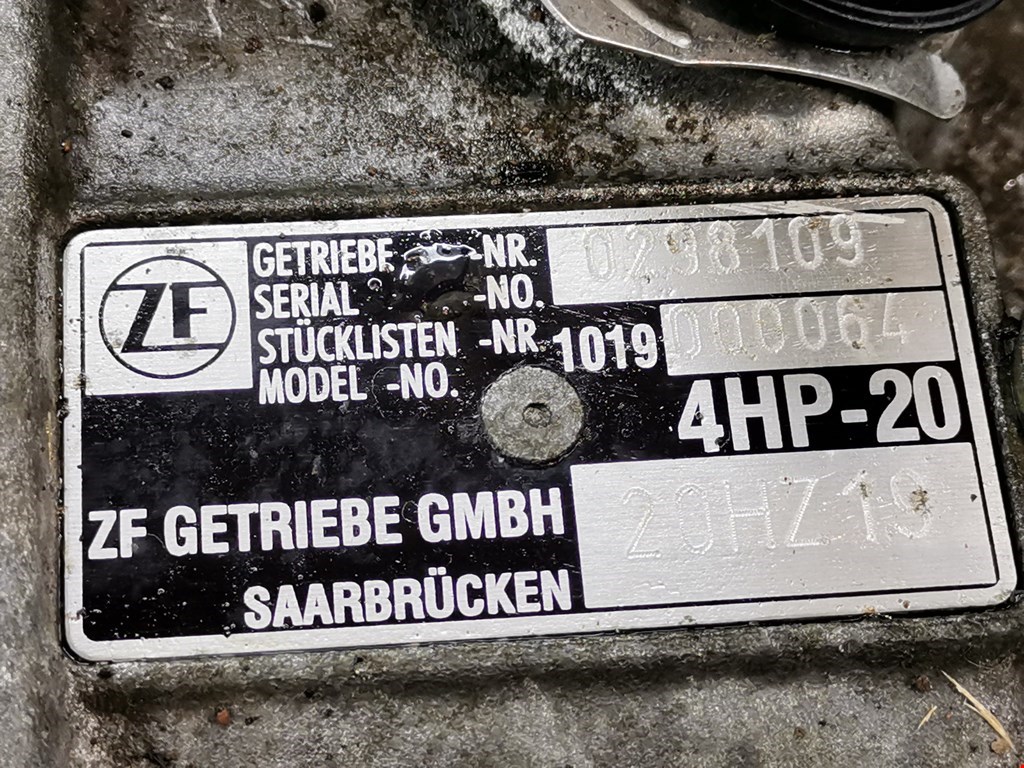 ZF
GETRIEBE -NR. 0298109
SERIAL -NO.
STÜCKLISTEN -NR 1019 000064
MODEL -NO.
4HP-20
ZF GETRIEBE GMBH 20HZ19
SAARBRÜCKEN